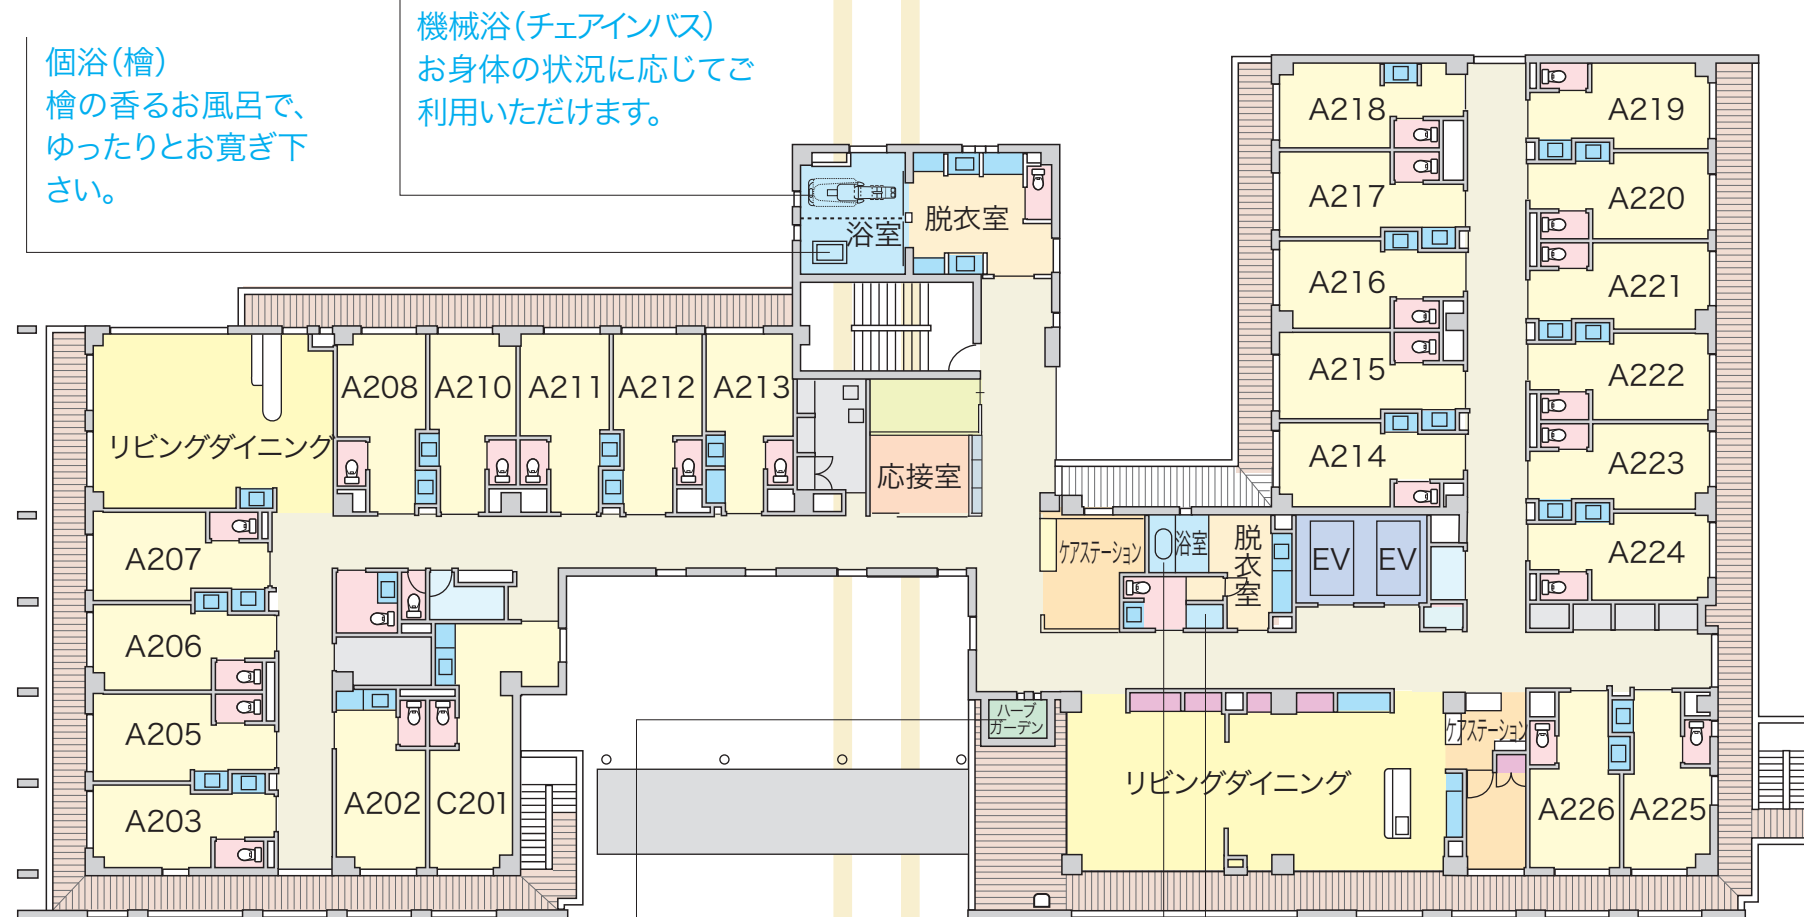 機械浴（チェアインバス）
お身体の状況に応じてご
利用いただけます。
個浴（檜）
檜の香るお風呂で、
ゆったりとお寛ぎ下
さい。
A218
A219
A217
A220
浴室
脱衣室
A216
A221
A215
A222
A208
A210
A211
A212
A213
リビングダイニング
応接室
A214
A223
A207
ケアステーション
浴室
脱衣室
EV
EV
A224
A206
A205
ハーブ
ガーデン
ケアステーション
リビングダイニング
A203
A202
C201
A226
A225